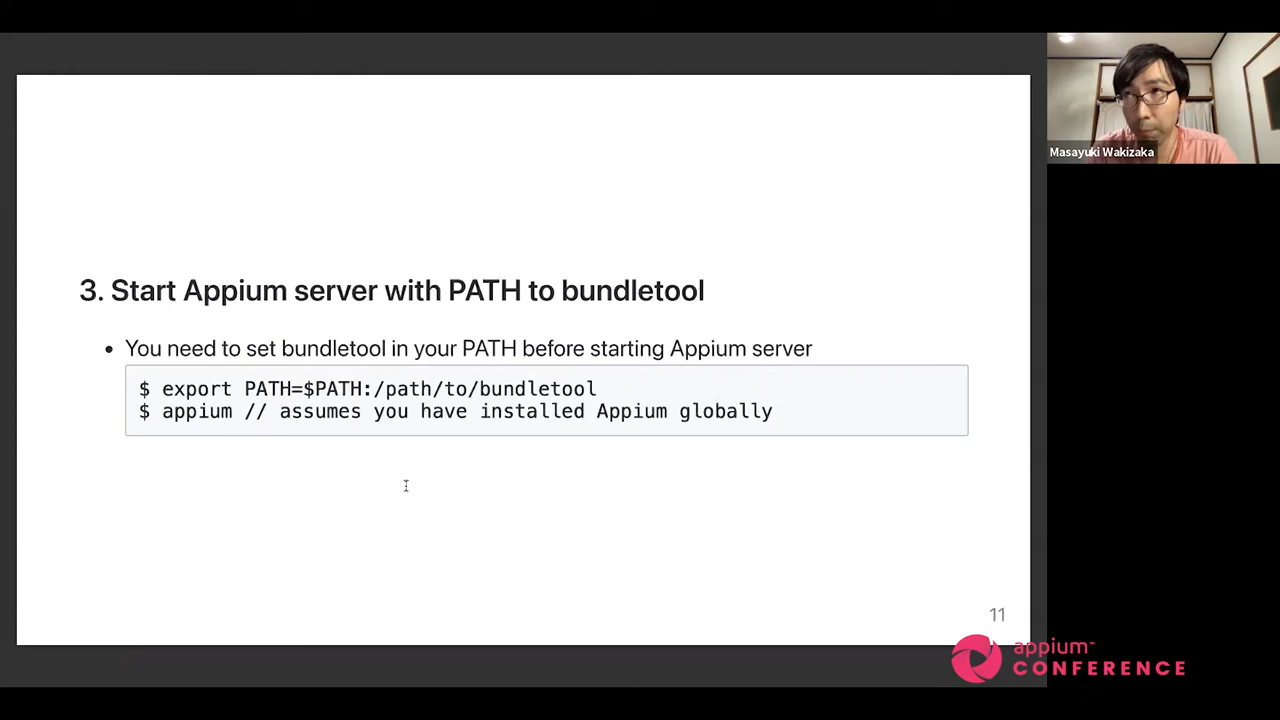 3. Start Appium server with PATH to bundletool
• You need to set bundletool in your PATH before starting Appium server
$ export PATH=$PATH:/path/to/bundletool
$ appium // assumes you have installed Appium globally
11
Masayuki Wakizaka
appium™
CONFERENCE